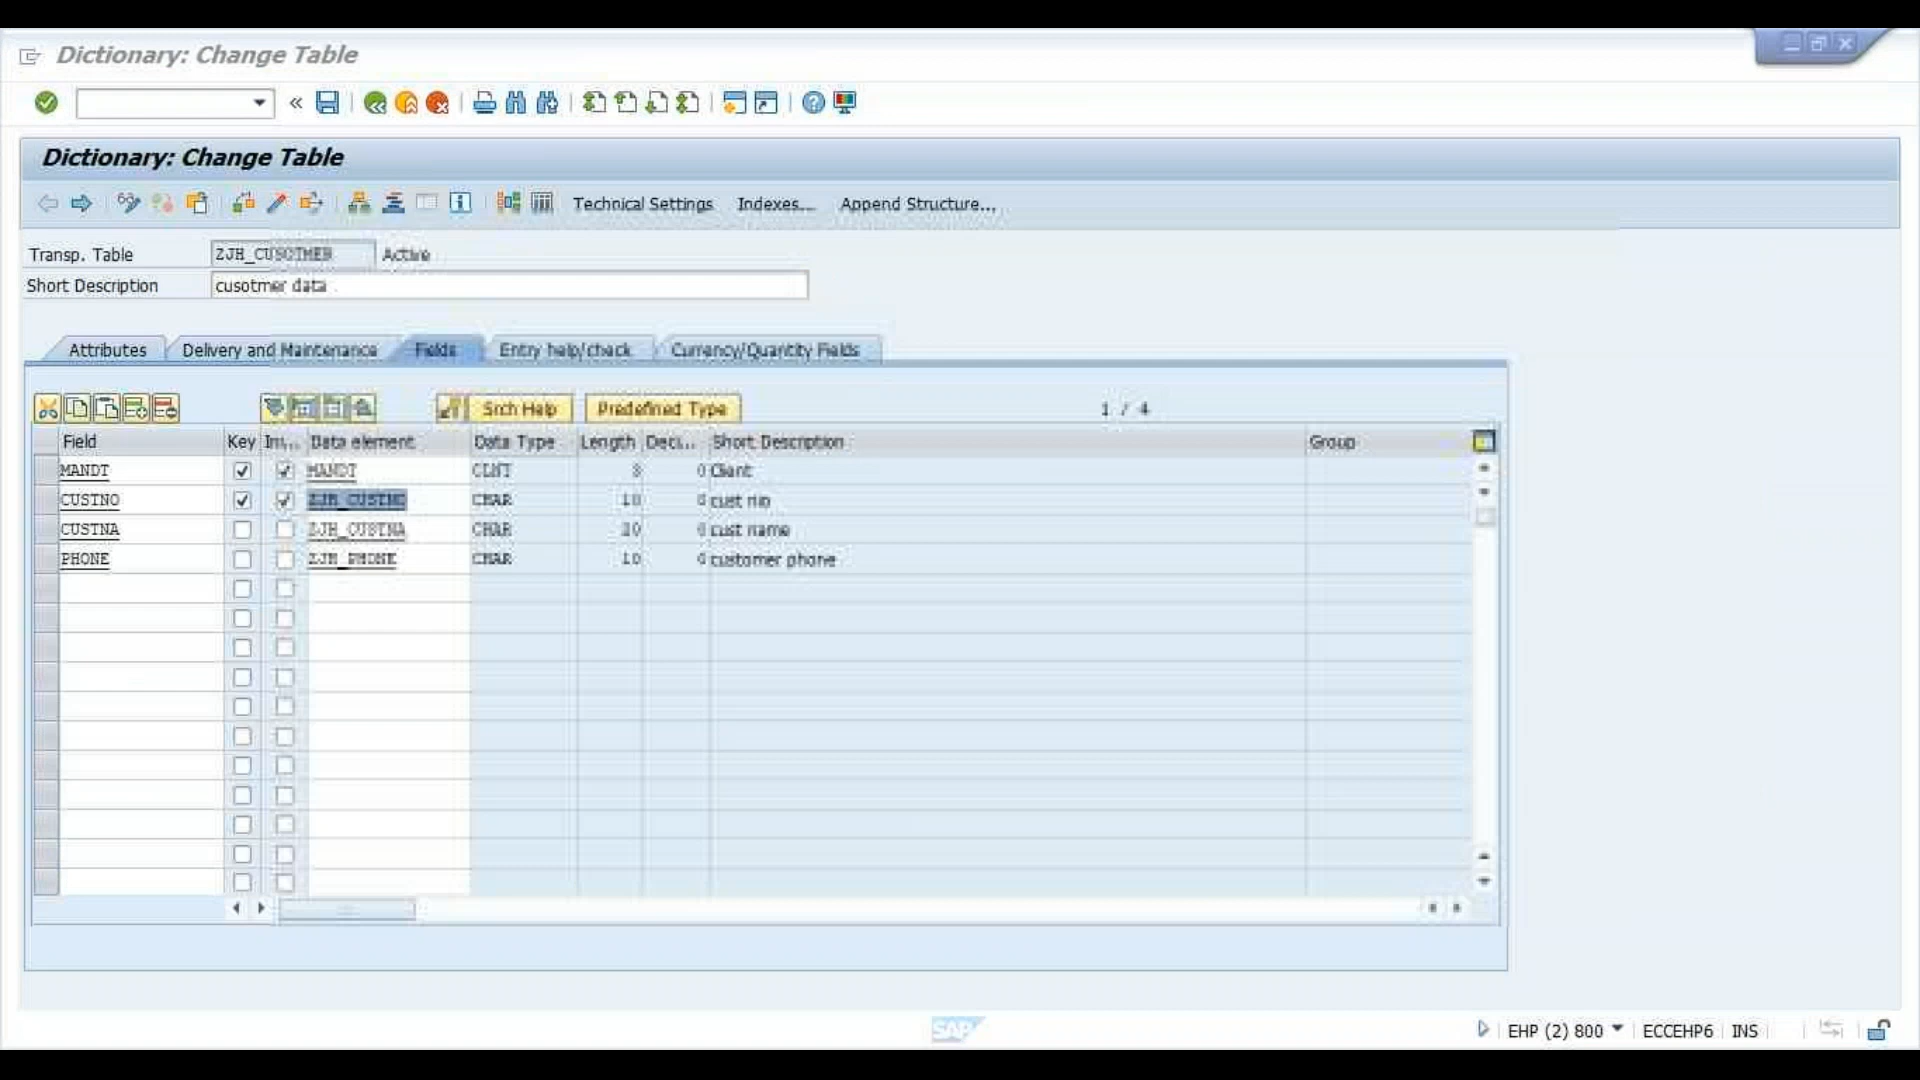 Dictionary: Change Table
Dictionary: Change Table
Technical Settings Indexes... Append Structure...
Transp. Table ZJH_CUSOTMER Active
Short Description cusotmer data
Attributes Delivery and Maintenance Fields Entry help/check Currency/Quantity Fields
Srch Help Predefined Type 1 / 4
Field Key Ini... Data element Data Type Length Deci... Short Description Group
MANDT MANDT CLNT 3 0 Client
CUSTNO ZJH_CUSTNO CHAR 10 0 cust no
CUSTNA ZJH_CUSTNA CHAR 0 cust name
PHONE ZJH_PHONE CHAR 10 0 customer phone
SAP EHP (2) 800 ECCEHP6 INS